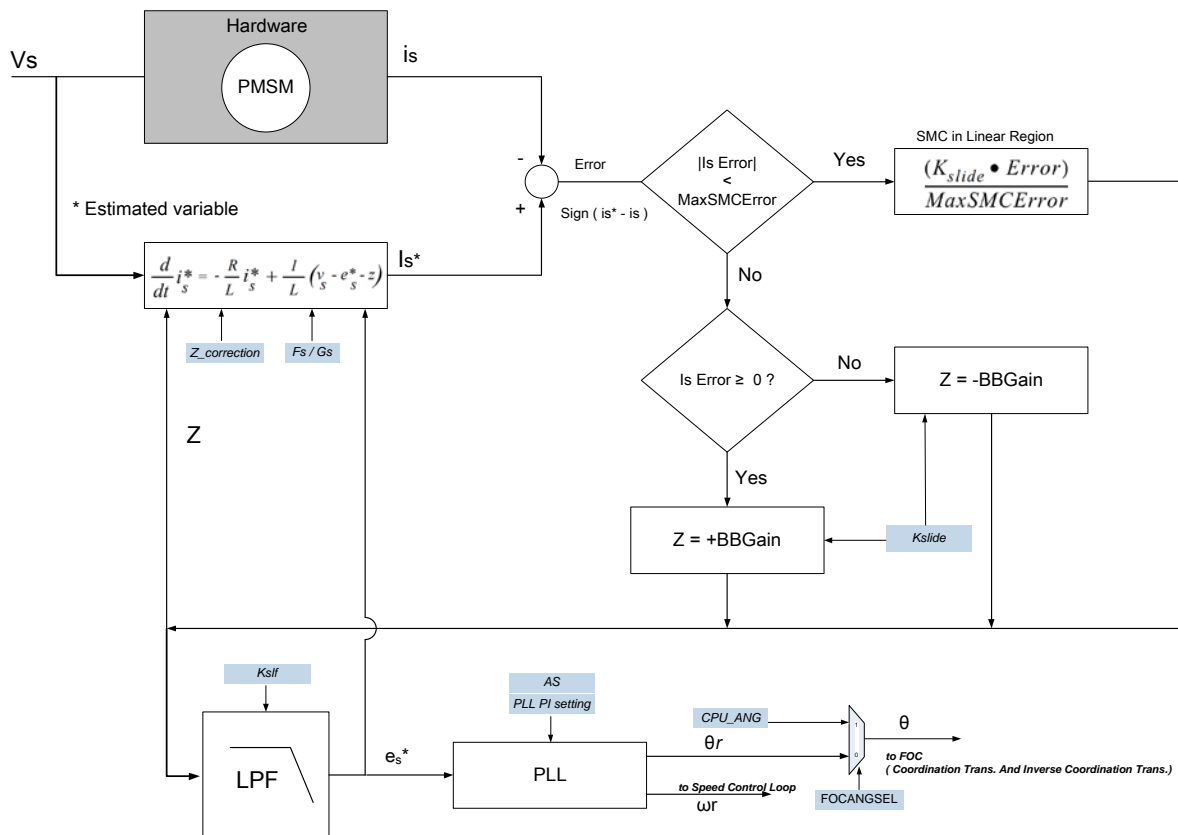 Hardware
Vs
is
PMSM
SMC in Linear Region
-
Error
|Is Error|
<
MaxSMCError
Yes
(K_slide • Error)
MaxSMCError
* Estimated variable
+
Sign ( is* - is )
Is*
d/dt i_s^* = - R/L i_s^* + 1/L (v_s - e_s^* - z)
No
Z_correction
Fs / Gs
Is Error ≥ 0 ?
No
Z = -BBGain
Z
Yes
Z = +BBGain
Kslide
Kslf
AS
PLL PI setting
CPU_ANG
1
θ
θr
0
to FOC
( Coordination Trans. And Inverse Coordination Trans.)
LPF
es*
PLL
to Speed Control Loop
ωr
FOCANGSEL